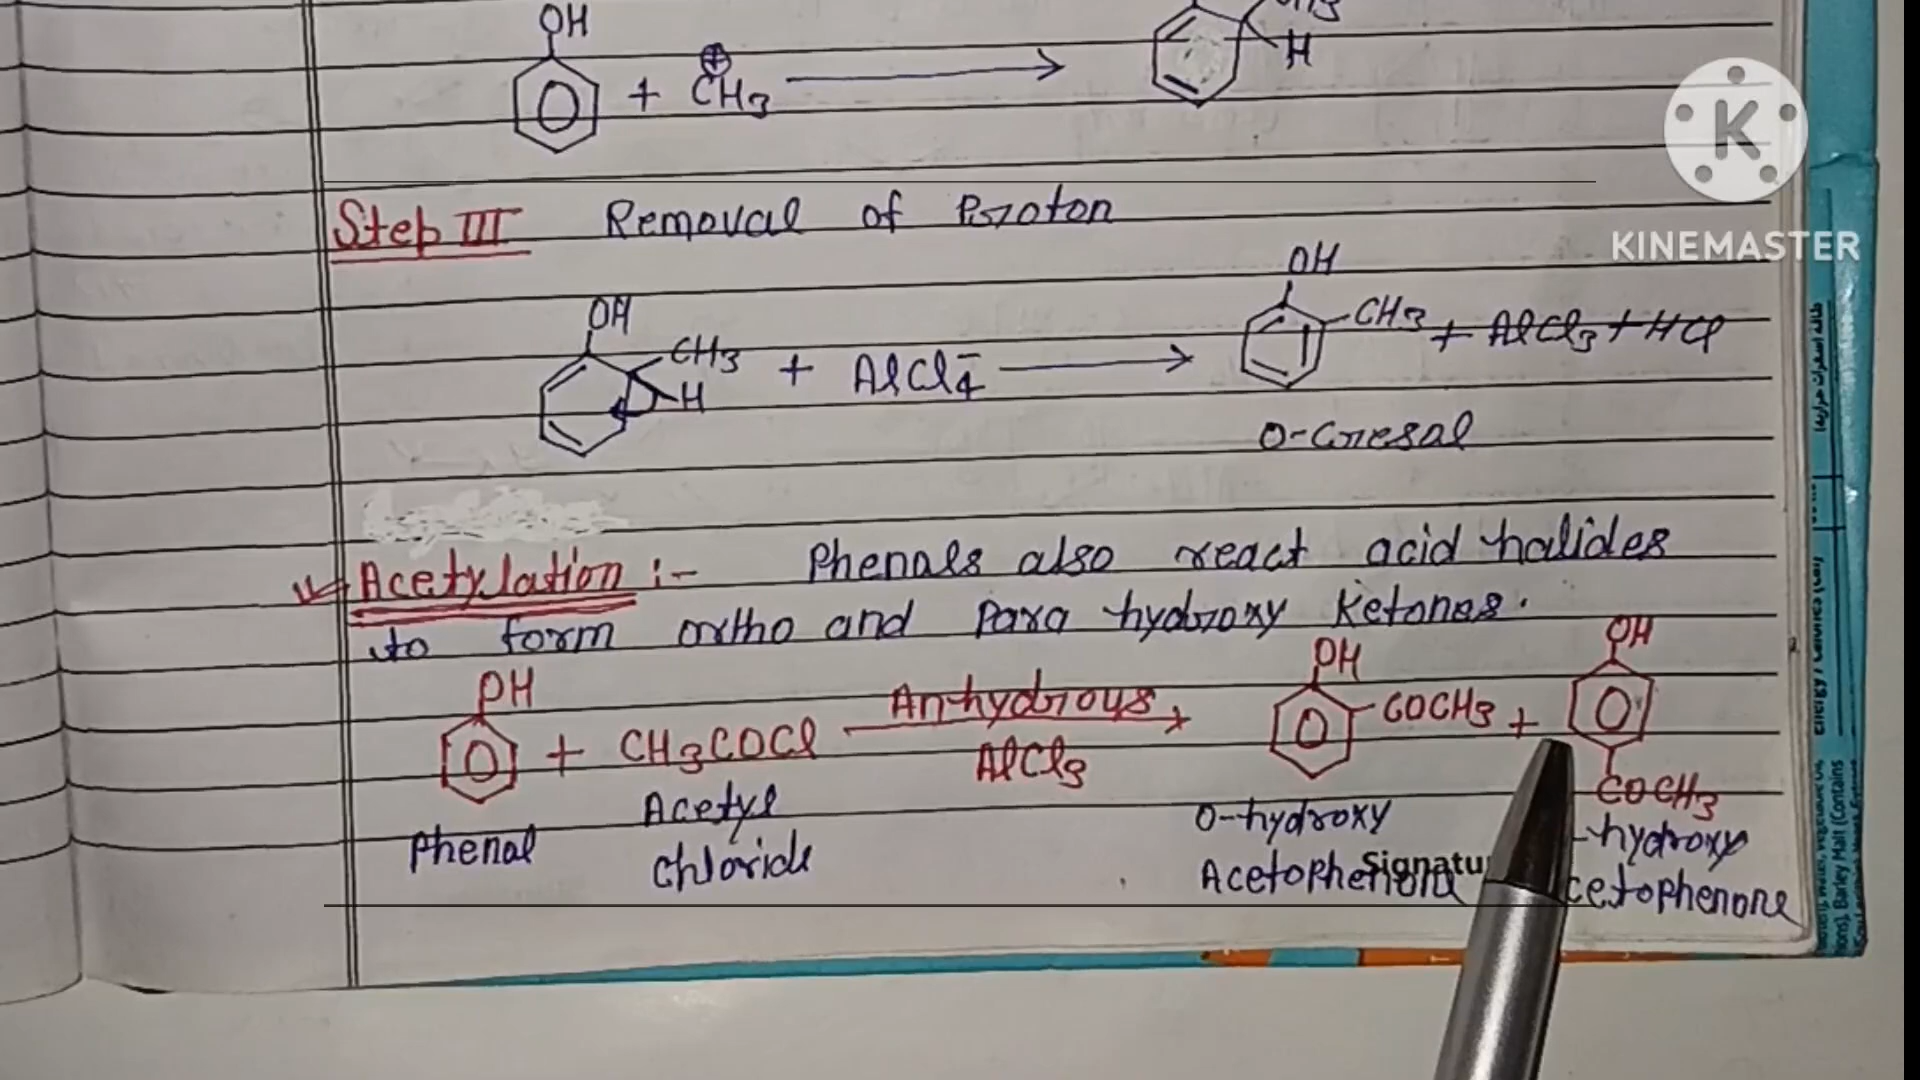 OH
+ CH3 ⊕ ⟶ H
KINEMASTER
Step III Removal of Proton
OH CH3 H + AlCl4⁻ ⟶ OH CH3 + AlCl3 + HCl
O-Cresol
Acetylation :- Phenols also react acid halides
to form ortho and Para hydroxy Ketones.
OH + CH3COCl Anhydrous AlCl3 ⟶ OH COCH3 + OH COCH3
Phenol
Acetyl
Chloride
O-hydroxy
Acetophenone
-hydroxy
cetophenone
Signatu